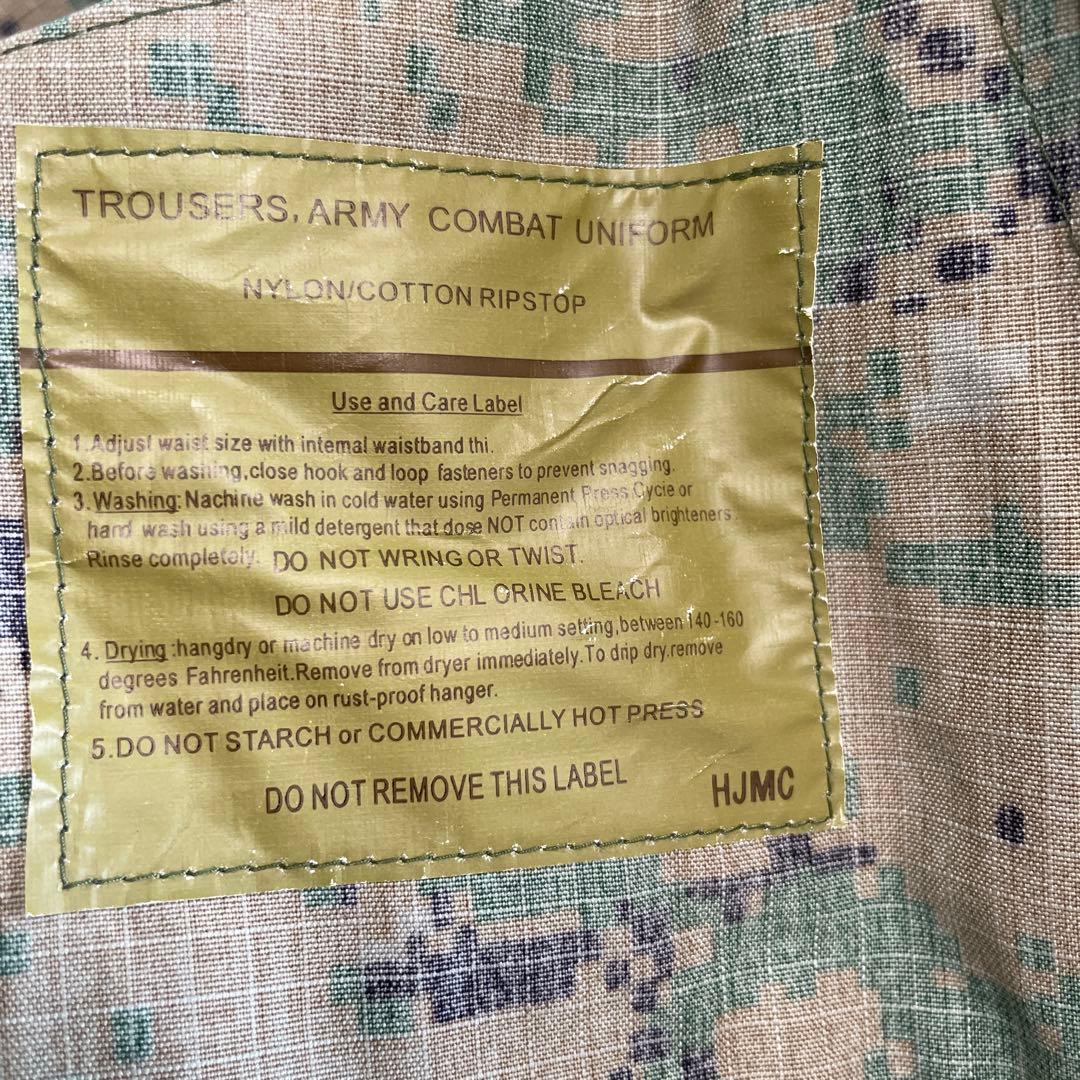 TROUSERS, ARMY COMBAT UNIFORM
NYLON/COTTON RIPSTOP
Use and Care Label
1.Adjust waist size with internal waistband thi.
2.Before washing,close hook and loop fasteners to prevent snagging.
3.Washing: Nachine wash in cold water using Permanent Press Cycie or
hand wash using a mild detergent that dose NOT contain optical brighteners
Rinse completely. DO NOT WRING OR TWIST.
DO NOT USE CHL ORINE BLEACH
4. Drying :hangdry or machine dry on low to medium setting,between 140-160
degrees Fahrenheit.Remove from dryer immediately.To drip dry.remove
from water and place on rust-proof hanger.
5.DO NOT STARCH or COMMERCIALLY HOT PRESS
DO NOT REMOVE THIS LABEL HJMC